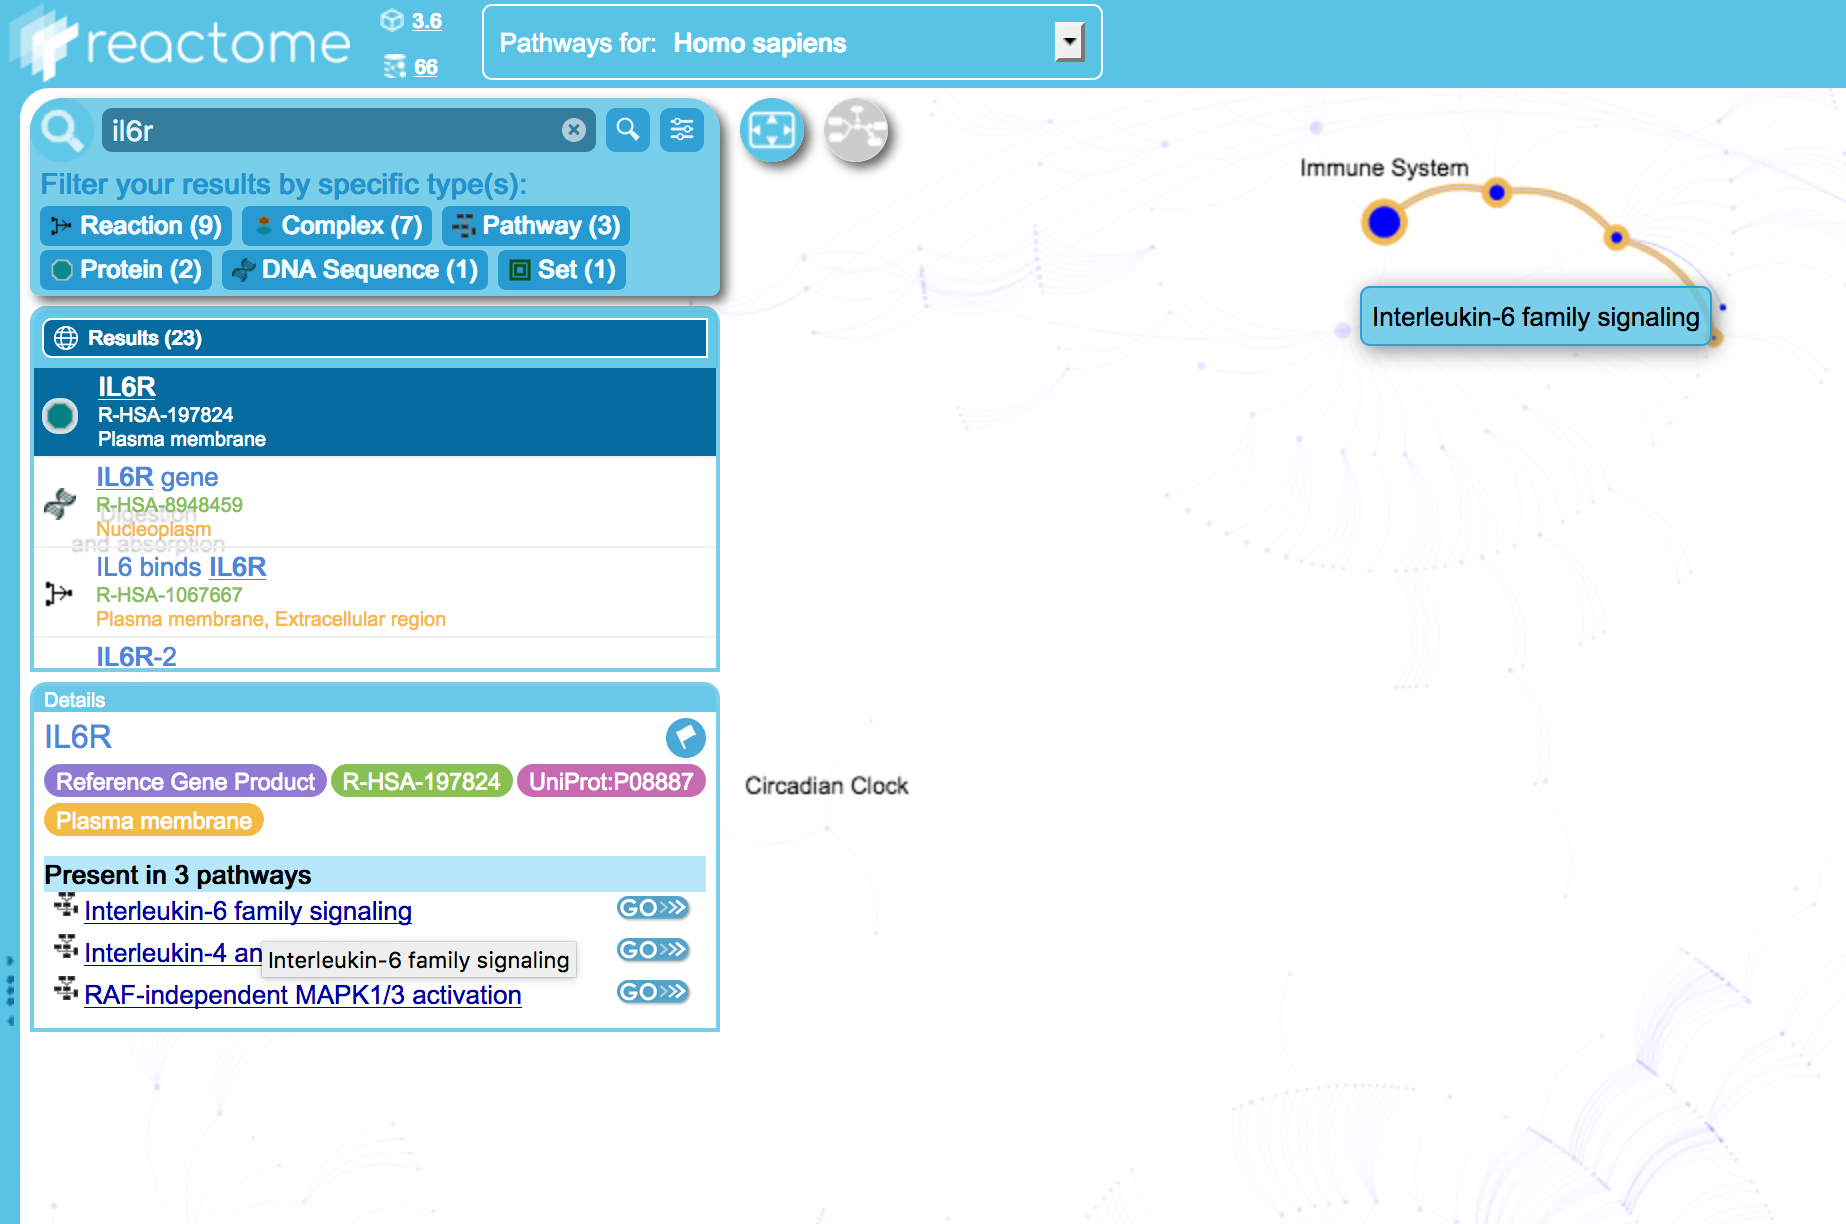 reactome
3.6
66
Pathways for: Homo sapiens
il6r
Filter your results by specific type(s):
Reaction (9) Complex (7) Pathway (3)
Protein (2) DNA Sequence (1) Set (1)
Results (23)
IL6R
R-HSA-197824
Plasma membrane
IL6R gene
R-HSA-8948459
Digestion
Nucleoplasm
and absorption
IL6 binds IL6R
R-HSA-1067667
Plasma membrane, Extracellular region
IL6R-2
Details
IL6R
Reference Gene Product R-HSA-197824 UniProt:P08887
Plasma membrane
Present in 3 pathways
Interleukin-6 family signaling GO>>>
Interleukin-4 an GO>>>
Interleukin-6 family signaling
RAF-independent MAPK1/3 activation GO>>>
Immune System
Interleukin-6 family signaling
Circadian Clock